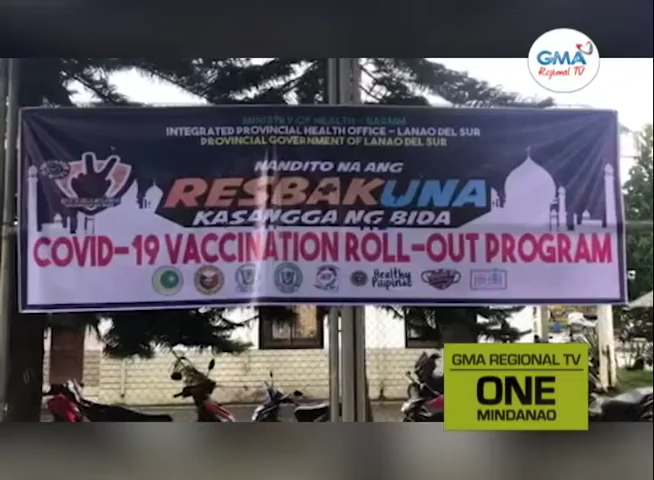 GMA
Regional TV
MINISTRY OF HEALTH - BARMM
INTEGRATED PROVINCIAL HEALTH OFFICE - LANAO DEL SUR
PROVINCIAL GOVERNMENT OF LANAO DEL SUR
NANDITO NA ANG
RESBAKUNA
KASANGGA NG BIDA
COVID-19 VACCINATION ROLL-OUT PROGRAM
Healthy
Pilipinas
GMA REGIONAL TV
ONE
MINDANAO